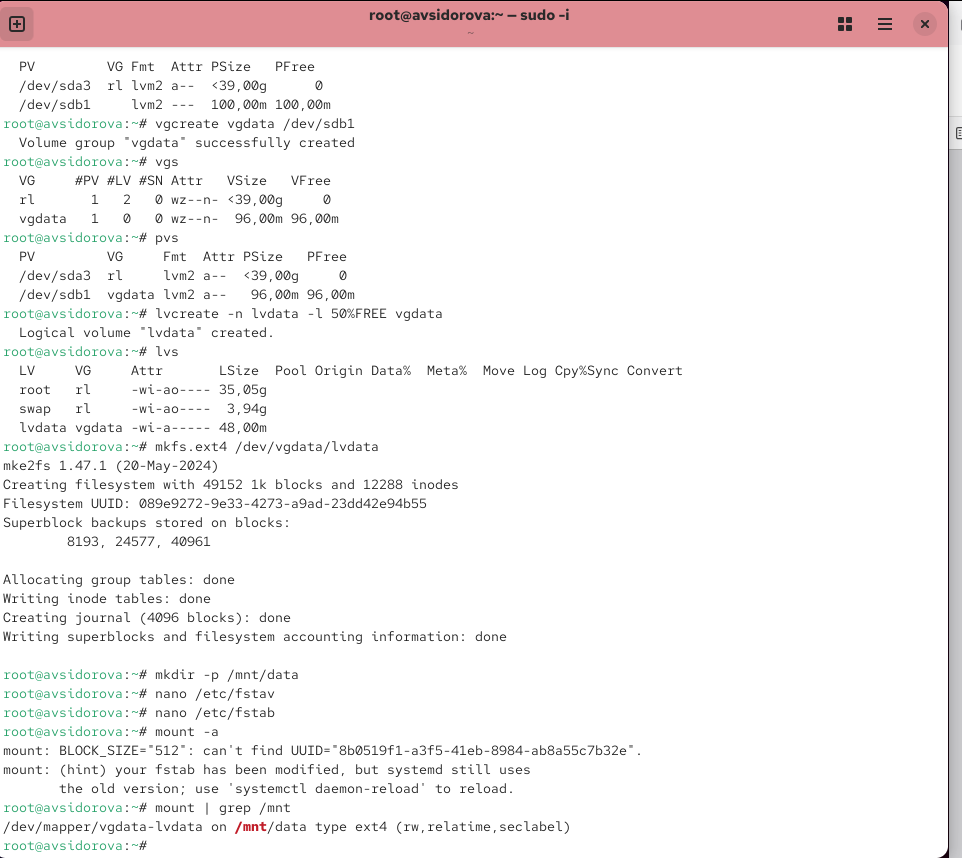 root@avsidorova:~ — sudo -i
~
PV         VG Fmt  Attr PSize   PFree
/dev/sda3  rl lvm2 a--  <39,00g      0
/dev/sdb1     lvm2 ---  100,00m 100,00m
root@avsidorova:~# vgcreate vgdata /dev/sdb1
Volume group "vgdata" successfully created
root@avsidorova:~# vgs
VG     #PV #LV #SN Attr   VSize   VFree
rl       1   2   0 wz--n- <39,00g     0
vgdata   1   0   0 wz--n-  96,00m 96,00m
root@avsidorova:~# pvs
PV         VG     Fmt  Attr PSize   PFree
/dev/sda3  rl     lvm2 a--  <39,00g     0
/dev/sdb1  vgdata lvm2 a--   96,00m 96,00m
root@avsidorova:~# lvcreate -n lvdata -l 50%FREE vgdata
Logical volume "lvdata" created.
root@avsidorova:~# lvs
LV     VG     Attr       LSize  Pool Origin Data%  Meta%  Move Log Cpy%Sync Convert
root   rl     -wi-ao---- 35,05g
swap   rl     -wi-ao----  3,94g
lvdata vgdata -wi-a----- 48,00m
root@avsidorova:~# mkfs.ext4 /dev/vgdata/lvdata
mke2fs 1.47.1 (20-May-2024)
Creating filesystem with 49152 1k blocks and 12288 inodes
Filesystem UUID: 089e9272-9e33-4273-a9ad-23dd42e94b55
Superblock backups stored on blocks:
8193, 24577, 40961
Allocating group tables: done
Writing inode tables: done
Creating journal (4096 blocks): done
Writing superblocks and filesystem accounting information: done
root@avsidorova:~# mkdir -p /mnt/data
root@avsidorova:~# nano /etc/fstav
root@avsidorova:~# nano /etc/fstab
root@avsidorova:~# mount -a
mount: BLOCK_SIZE="512": can't find UUID="8b0519f1-a3f5-41eb-8984-ab8a55c7b32e".
mount: (hint) your fstab has been modified, but systemd still uses
the old version; use 'systemctl daemon-reload' to reload.
root@avsidorova:~# mount | grep /mnt
/dev/mapper/vgdata-lvdata on /mnt/data type ext4 (rw,relatime,seclabel)
root@avsidorova:~#